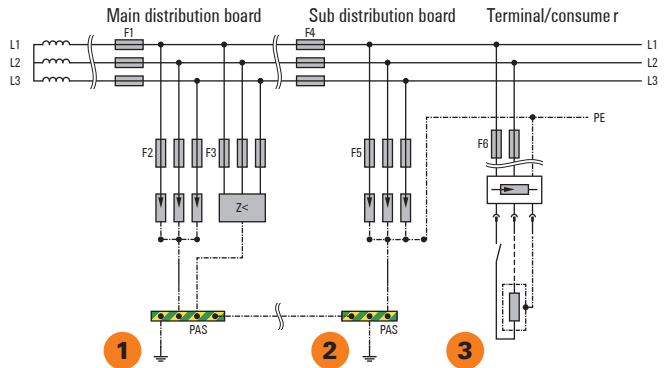 Main distribution board Sub distribution board Terminal/consume r
F1 F4
L1 L1
L2 L2
L3 L3
PE
F2 F3 F5 F6
Z<
PAS PAS
1 2 3